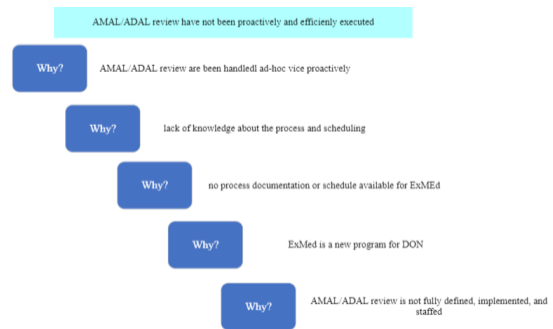 AMAL/ADAL review have not been proactively and efficienly executed
Why?
AMAL/ADAL review are been handledl ad-hoc vice proactively
Why?
lack of knowledge about the process and scheduling
Why?
no process documentation or schedule available for ExMEd
Why?
ExMed is a new program for DON
Why?
AMAL/ADAL review is not fully defined, implemented, and
staffed